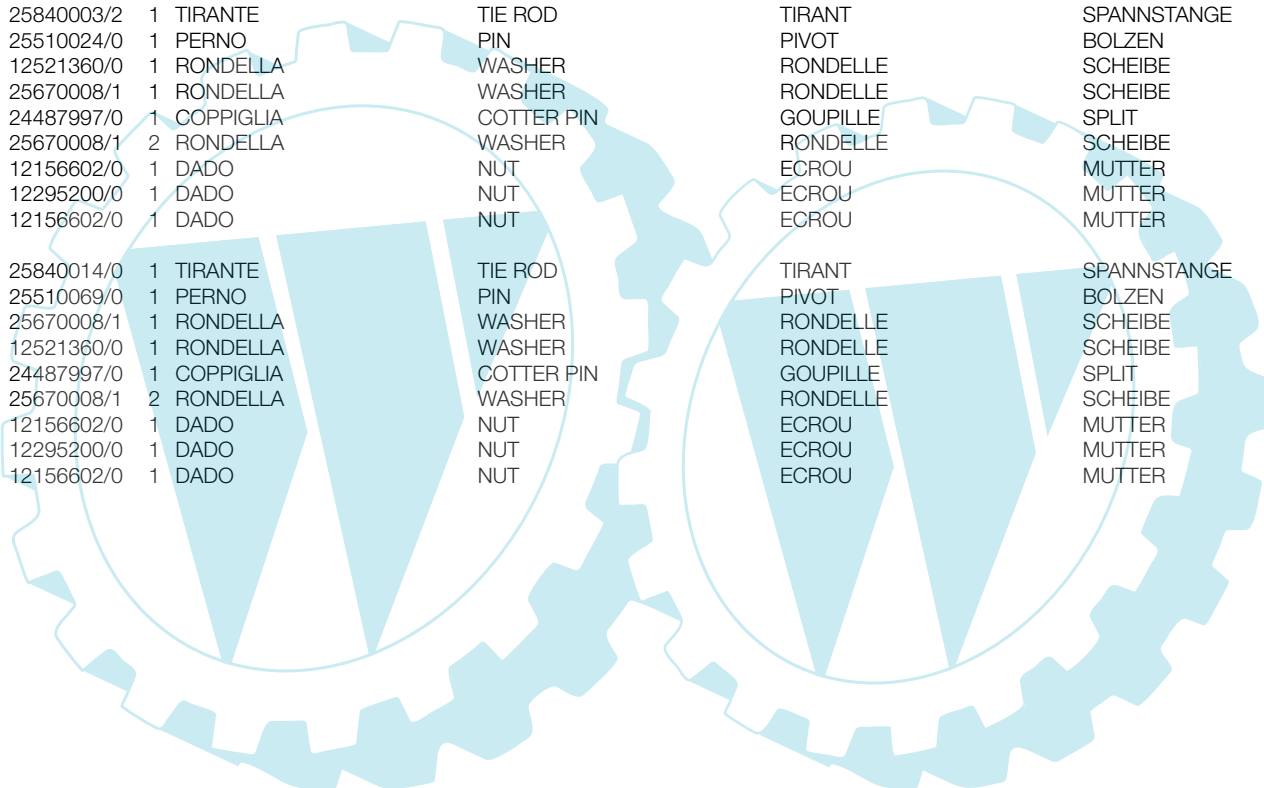 25840003/2 1 TIRANTE TIE ROD TIRANT SPANNSTANGE
25510024/0 1 PERNO PIN PIVOT BOLZEN
12521360/0 1 RONDELLA WASHER RONDELLE SCHEIBE
25670008/1 1 RONDELLA WASHER RONDELLE SCHEIBE
24487997/0 1 COPPIGLIA COTTER PIN GOUPILLE SPLIT
25670008/1 2 RONDELLA WASHER RONDELLE SCHEIBE
12156602/0 1 DADO NUT ECROU MUTTER
12295200/0 1 DADO NUT ECROU MUTTER
12156602/0 1 DADO NUT ECROU MUTTER
25840014/0 1 TIRANTE TIE ROD TIRANT SPANNSTANGE
25510069/0 1 PERNO PIN PIVOT BOLZEN
25670008/1 1 RONDELLA WASHER RONDELLE SCHEIBE
12521360/0 1 RONDELLA WASHER RONDELLE SCHEIBE
24487997/0 1 COPPIGLIA COTTER PIN GOUPILLE SPLIT
25670008/1 2 RONDELLA WASHER RONDELLE SCHEIBE
12156602/0 1 DADO NUT ECROU MUTTER
12295200/0 1 DADO NUT ECROU MUTTER
12156602/0 1 DADO NUT ECROU MUTTER